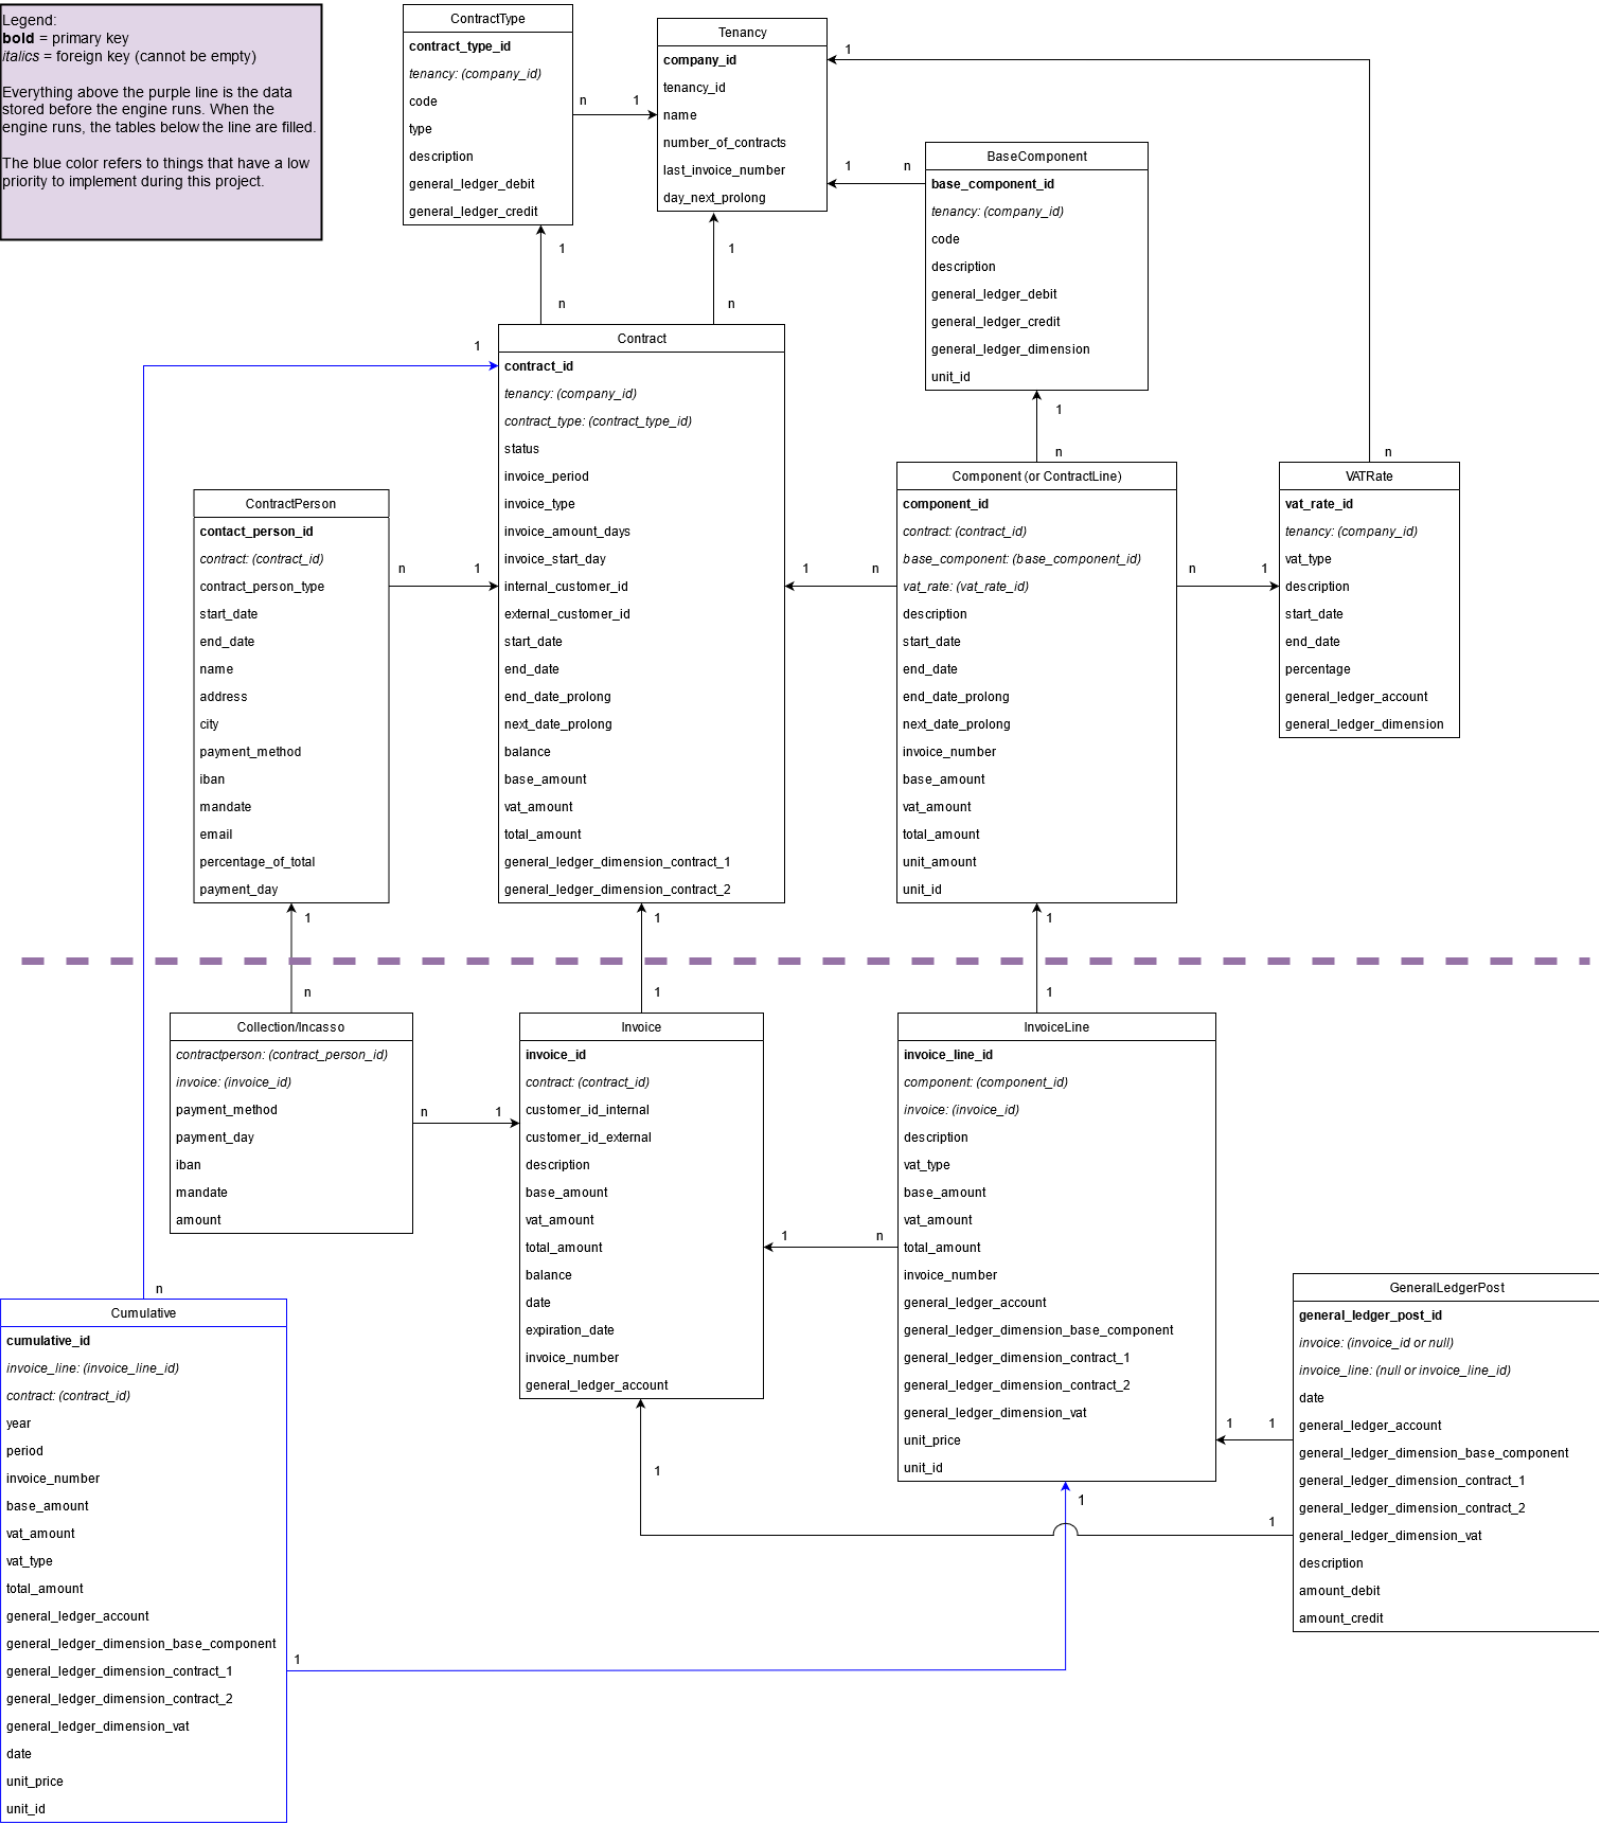 Legend:
bold = primary key
italics = foreign key (cannot be empty)
Everything above the purple line is the data
stored before the engine runs. When the
engine runs, the tables below the line are filled.
The blue color refers to things that have a low
priority to implement during this project.
ContractType
contract_type_id
tenancy: (company_id)
code
type
description
general_ledger_debit
general_ledger_credit
n
1
Tenancy
company_id
tenancy_id
name
number_of_contracts
last_invoice_number
day_next_prolong
1
1
n
BaseComponent
base_component_id
tenancy: (company_id)
code
description
general_ledger_debit
general_ledger_credit
general_ledger_dimension
unit_id
1
n
1
n
1
n
n
1
Contract
contract_id
tenancy: (company_id)
contract_type: (contract_type_id)
status
invoice_period
invoice_type
invoice_amount_days
invoice_start_day
internal_customer_id
external_customer_id
start_date
end_date
end_date_prolong
next_date_prolong
balance
base_amount
vat_amount
total_amount
general_ledger_dimension_contract_1
general_ledger_dimension_contract_2
ContractPerson
contact_person_id
contract: (contract_id)
contract_person_type
start_date
end_date
name
address
city
payment_method
iban
mandate
email
percentage_of_total
payment_day
n
1
1
n
Component (or ContractLine)
component_id
contract: (contract_id)
base_component: (base_component_id)
vat_rate: (vat_rate_id)
description
start_date
end_date
end_date_prolong
next_date_prolong
invoice_number
base_amount
vat_amount
total_amount
unit_amount
unit_id
n
1
VATRate
vat_rate_id
tenancy: (company_id)
vat_type
description
start_date
end_date
percentage
general_ledger_account
general_ledger_dimension
1
n
1
1
1
1
Collection/Incasso
contractperson: (contract_person_id)
invoice: (invoice_id)
payment_method
payment_day
iban
mandate
amount
n
1
Invoice
invoice_id
contract: (contract_id)
customer_id_internal
customer_id_external
description
base_amount
vat_amount
total_amount
balance
date
expiration_date
invoice_number
general_ledger_account
1
n
InvoiceLine
invoice_line_id
component: (component_id)
invoice: (invoice_id)
description
vat_type
base_amount
vat_amount
total_amount
invoice_number
general_ledger_account
general_ledger_dimension_base_component
general_ledger_dimension_contract_1
general_ledger_dimension_contract_2
general_ledger_dimension_vat
unit_price
unit_id
1
1
GeneralLedgerPost
general_ledger_post_id
invoice: (invoice_id or null)
invoice_line: (null or invoice_line_id)
date
general_ledger_account
general_ledger_dimension_base_component
general_ledger_dimension_contract_1
general_ledger_dimension_contract_2
general_ledger_dimension_vat
description
amount_debit
amount_credit
1
1
1
n
Cumulative
cumulative_id
invoice_line: (invoice_line_id)
contract: (contract_id)
year
period
invoice_number
base_amount
vat_amount
vat_type
total_amount
general_ledger_account
general_ledger_dimension_base_component
general_ledger_dimension_contract_1
general_ledger_dimension_contract_2
general_ledger_dimension_vat
date
unit_price
unit_id
1